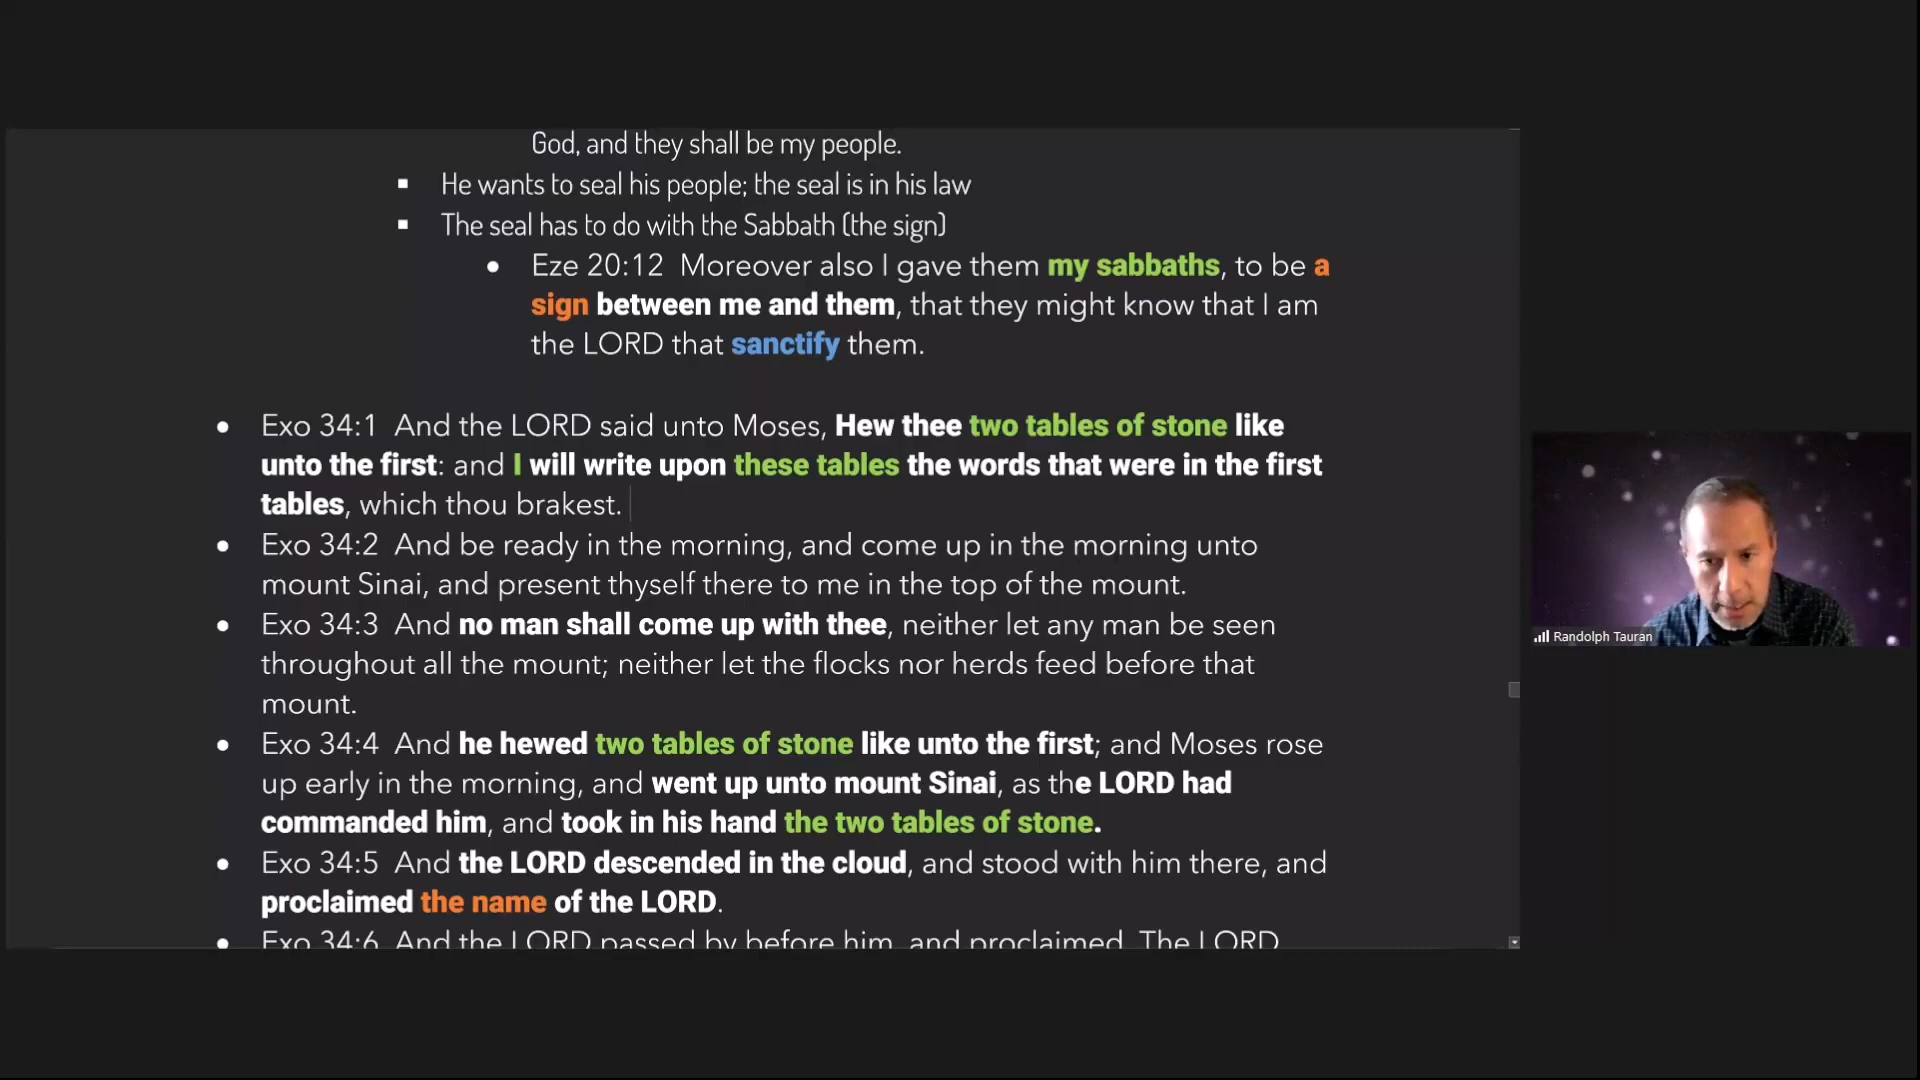 God, and they shall be my people.
▪ He wants to seal his people; the seal is in his law
▪ The seal has to do with the Sabbath (the sign)
• Eze 20:12 Moreover also I gave them my sabbaths, to be a
sign between me and them, that they might know that I am
the LORD that sanctify them.
• Exo 34:1 And the LORD said unto Moses, Hew thee two tables of stone like
unto the first: and I will write upon these tables the words that were in the first
tables, which thou brakest.
• Exo 34:2 And be ready in the morning, and come up in the morning unto
mount Sinai, and present thyself there to me in the top of the mount.
• Exo 34:3 And no man shall come up with thee, neither let any man be seen
throughout all the mount; neither let the flocks nor herds feed before that
mount.
• Exo 34:4 And he hewed two tables of stone like unto the first; and Moses rose
up early in the morning, and went up unto mount Sinai, as the LORD had
commanded him, and took in his hand the two tables of stone.
• Exo 34:5 And the LORD descended in the cloud, and stood with him there, and
proclaimed the name of the LORD.
• Exo 34:6 And the LORD passed by before him, and proclaimed, The LORD
Randolph Tauran